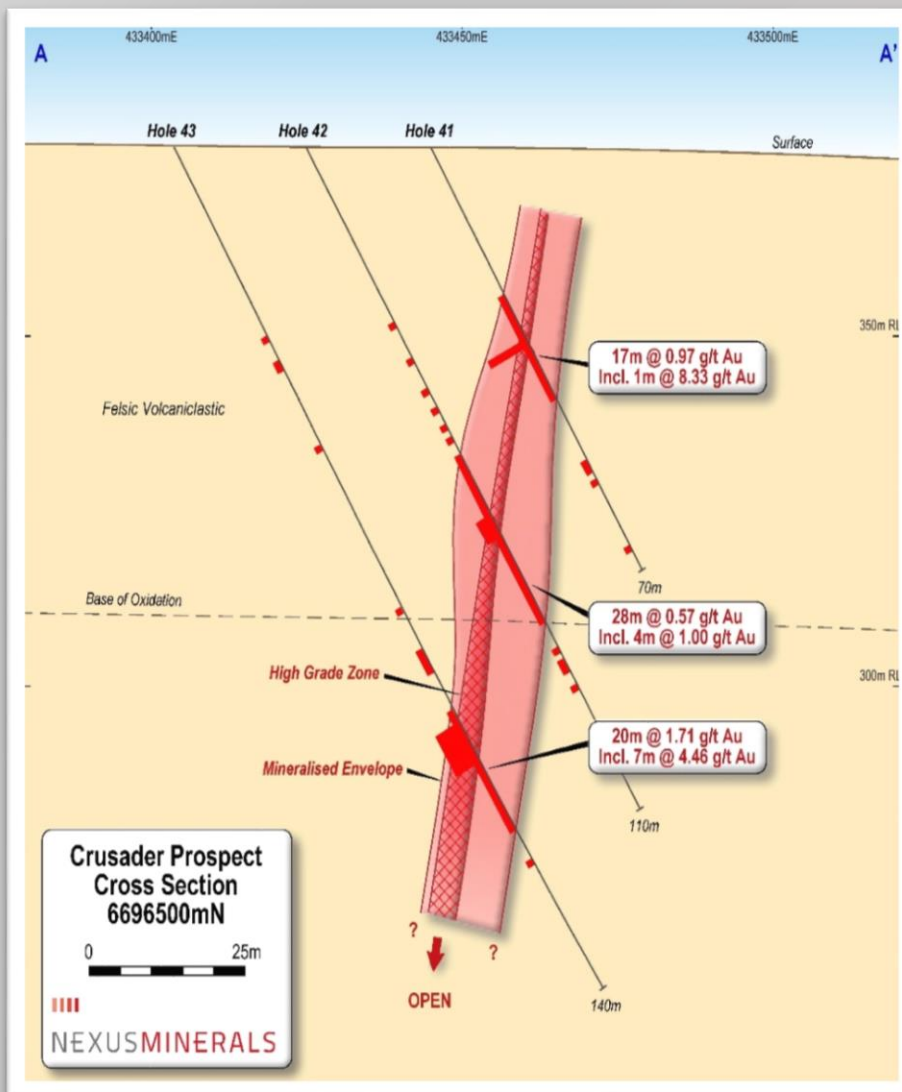 433400mE
433450mE
433500mE
A
A'
Hole 43
Hole 42
Hole 41
Surface
350m RL
17m @ 0.97 g/t Au
Incl. 1m @ 8.33 g/t Au
Felsic Volcaniclastic
70m
Base of Oxidation
28m @ 0.57 g/t Au
Incl. 4m @ 1.00 g/t Au
High Grade Zone
300m RL
20m @ 1.71 g/t Au
Incl. 7m @ 4.46 g/t Au
Mineralised Envelope
110m
Crusader Prospect
Cross Section
6696500mN
0
25m
?
?
OPEN
140m
NEXUSMINERALS